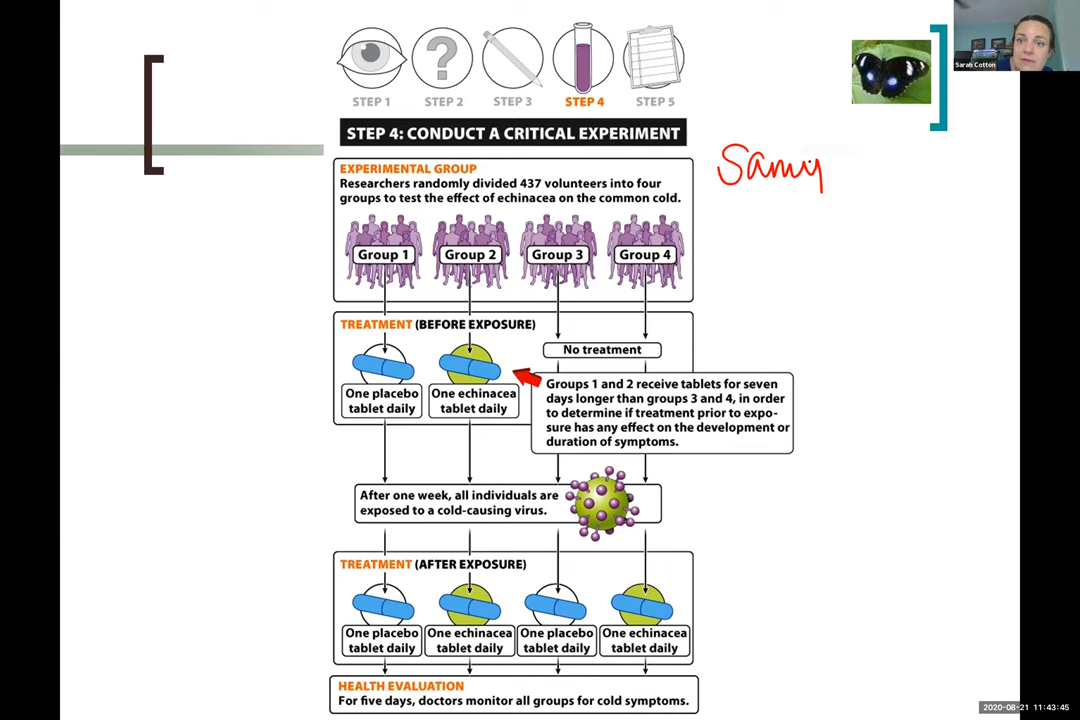 Sarah Cotton
STEP 1
STEP 2
STEP 3
STEP 4
STEP 5
STEP 4: CONDUCT A CRITICAL EXPERIMENT
EXPERIMENTAL GROUP
Researchers randomly divided 437 volunteers into four
groups to test the effect of echinacea on the common cold.
Group 1
Group 2
Group 3
Group 4
TREATMENT (BEFORE EXPOSURE)
One placebo
tablet daily
One echinacea
tablet daily
No treatment
Groups 1 and 2 receive tablets for seven
days longer than groups 3 and 4, in order
to determine if treatment prior to expo-
sure has any effect on the development or
duration of symptoms.
After one week, all individuals are
exposed to a cold-causing virus.
TREATMENT (AFTER EXPOSURE)
One placebo
tablet daily
One echinacea
tablet daily
One placebo
tablet daily
One echinacea
tablet daily
HEALTH EVALUATION
For five days, doctors monitor all groups for cold symptoms.
2020-08-21 11:43:45